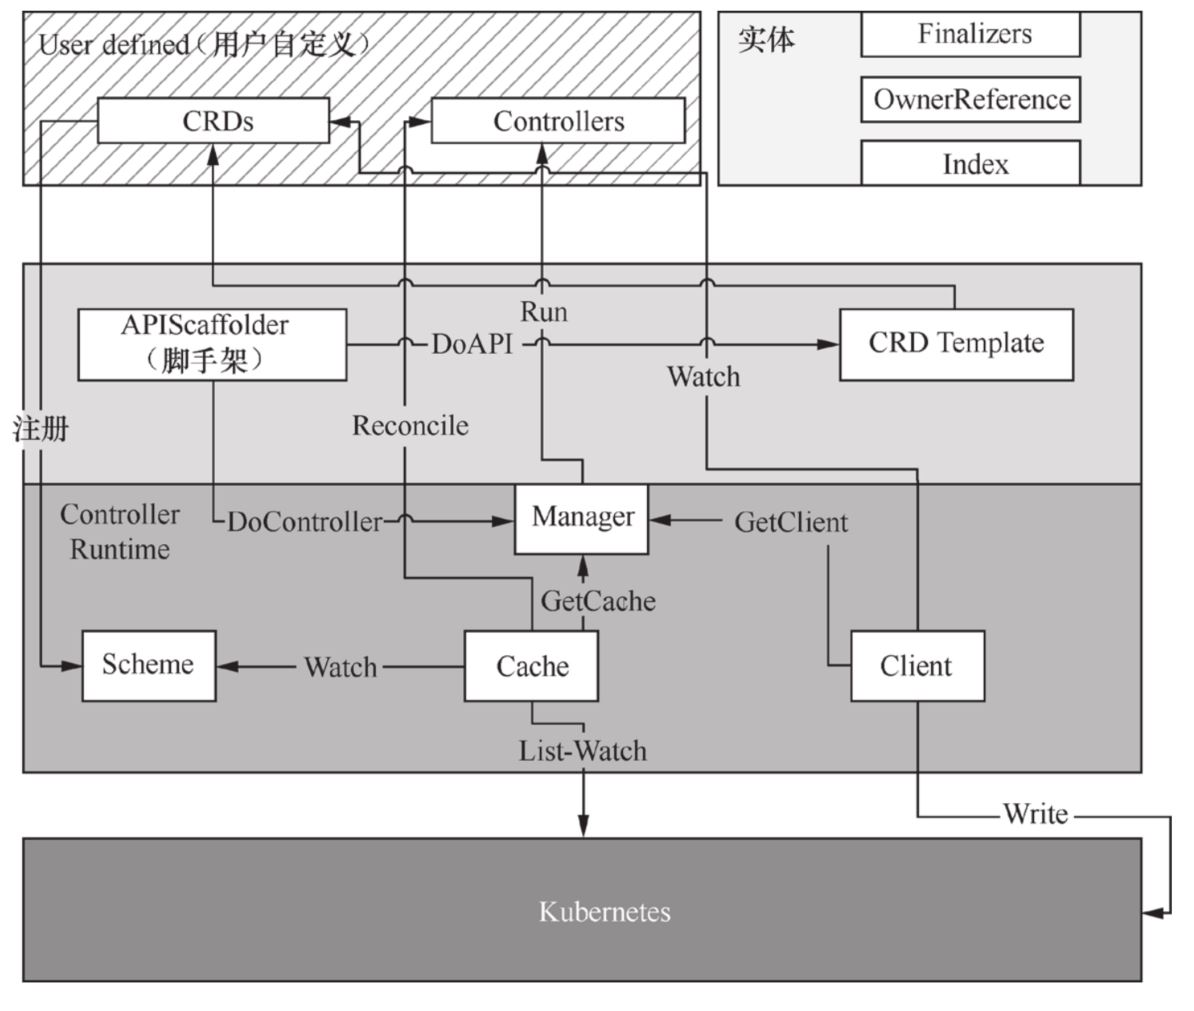 User defined（用户自定义）
实体
Finalizers
OwnerReference
Index
CRDs
Controllers
APIScaffolder
（脚手架）
DoAPI
Run
CRD Template
Watch
注册
Reconcile
Controller
Runtime
DoController
Manager
GetClient
GetCache
Scheme
Watch
Cache
Client
List-Watch
Write
Kubernetes